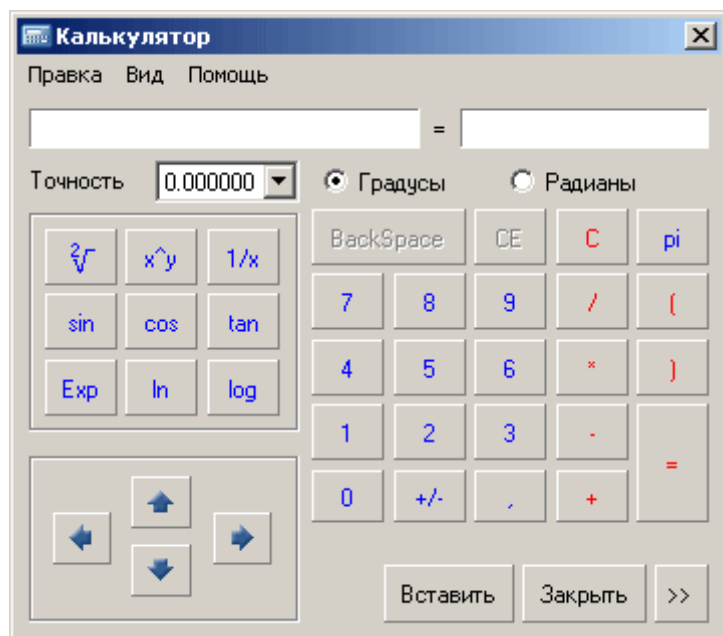 Калькулятор
Правка Вид Помощь
=
Точность 0.000000 Градусы Радианы
BackSpace CE C pi
2√ x^y 1/x
7 8 9 / (
sin cos tan
4 5 6 * )
Exp ln log
1 2 3 - =
0 +/- , +
Вставить Закрыть >>